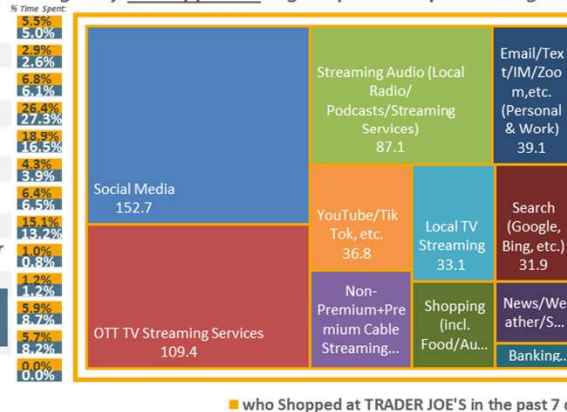 % Time Spent:
5.5%
5.0%
2.9%
2.6%
6.8%
6.1%
26.4%
27.3%
18.9%
16.5%
4.3%
3.9%
6.4%
6.5%
15.1%
13.2%
1.0%
0.8%
1.2%
1.2%
5.9%
8.7%
5.7%
8.2%
0.0%
0.0%
Social Media
152.7
OTT TV Streaming Services
109.4
Streaming Audio (Local
Radio/
Podcasts/Streaming
Services)
87.1
Email/Tex
t/IM/Zoo
m,etc.
(Personal
& Work)
39.1
YouTube/Tik
Tok, etc.
36.8
Local TV
Streaming
33.1
Search
(Google,
Bing, etc.)
31.9
Non-
Premium+Pre
mium Cable
Streaming...
Shopping
(incl.
Food/Au...
News/We
ather/S...
Banking...
who Shopped at TRADER JOE'S in the past 7